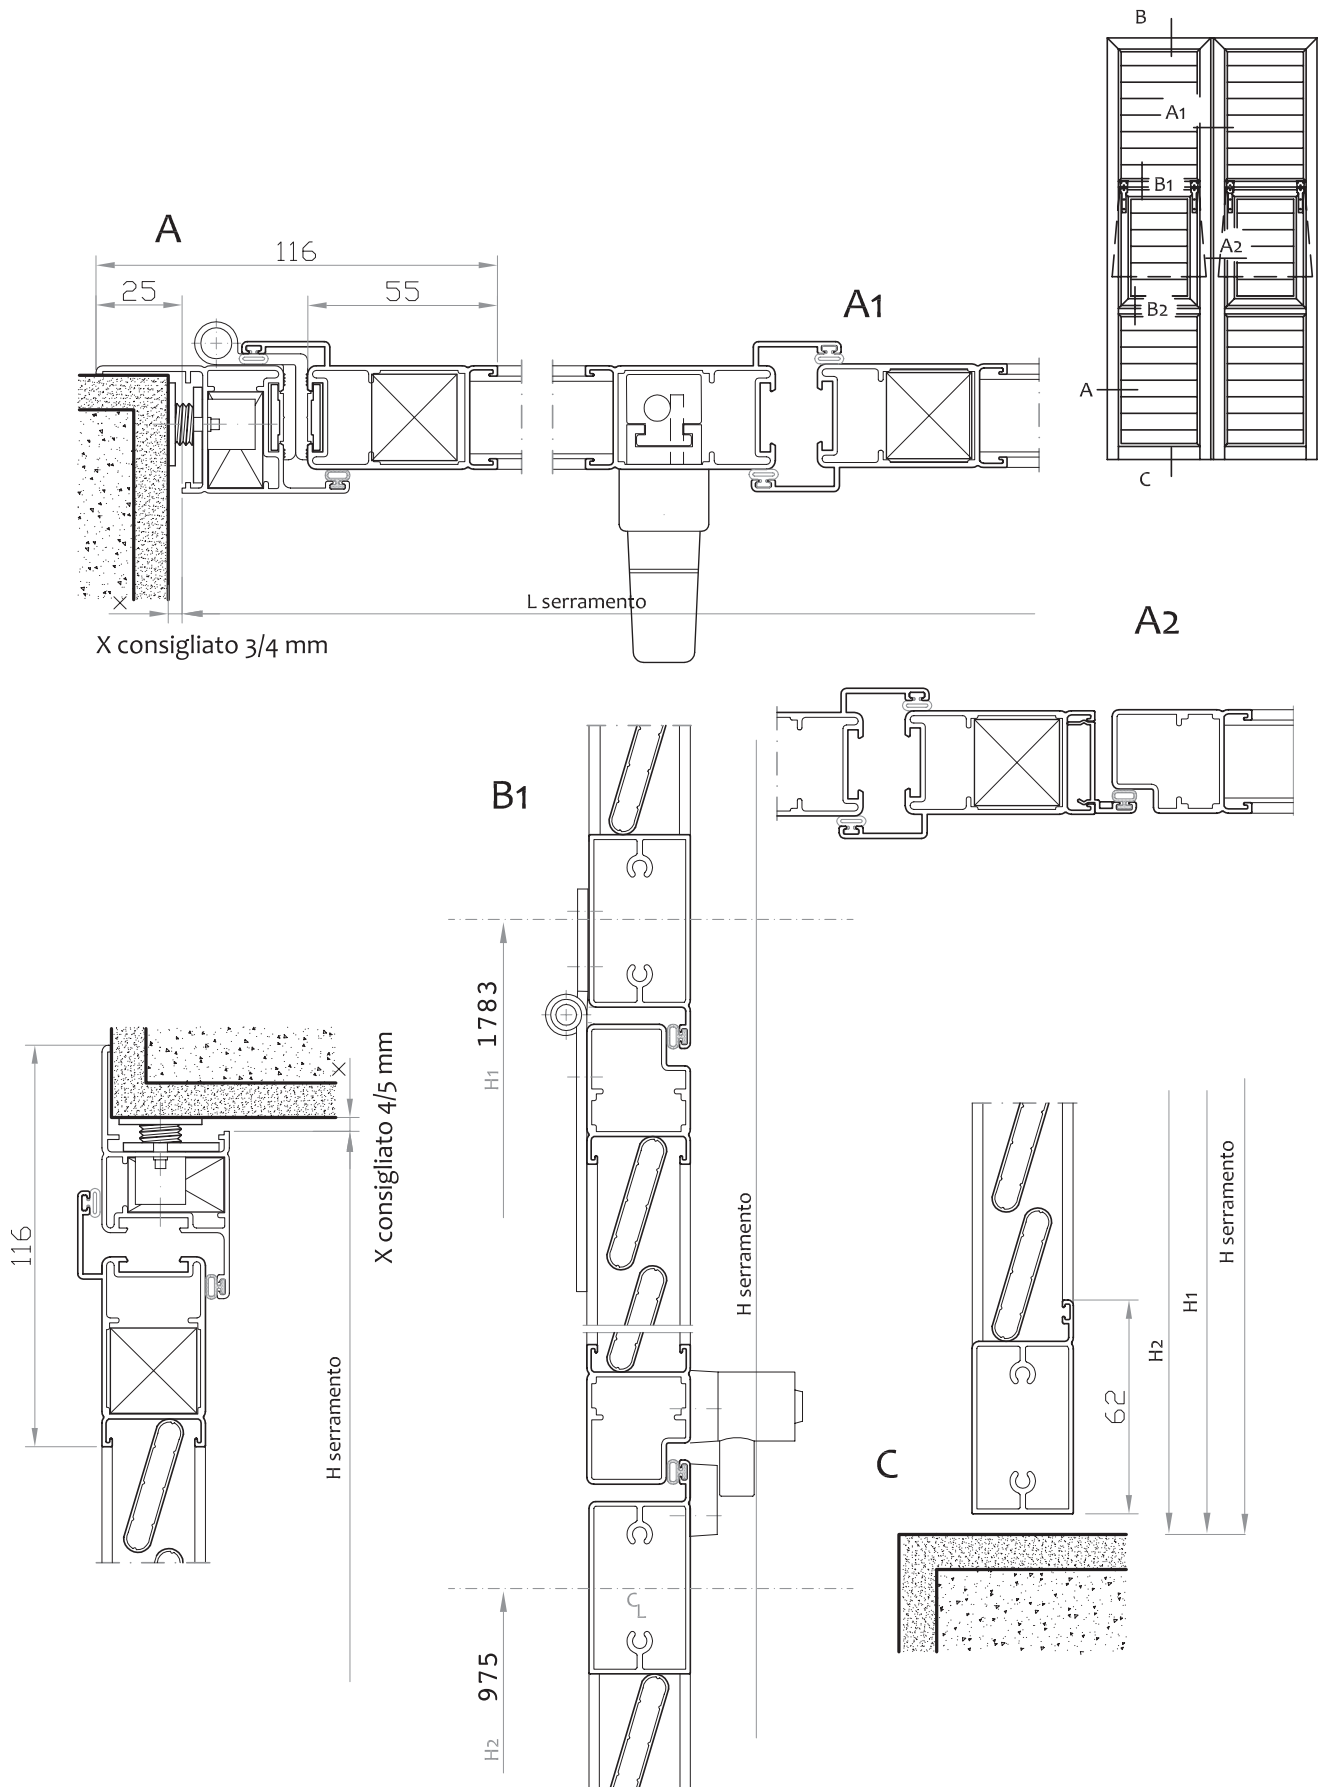 B
A1
B1
A2
B2
A
C
A
116
25
55
A1
X
L serramento
X consigliato 3/4 mm
A2
B1
1783
H1
X
X consigliato 4/5 mm
116
H serramento
H serramento
H serramento
H1
H2
62
C
CL
975
H2